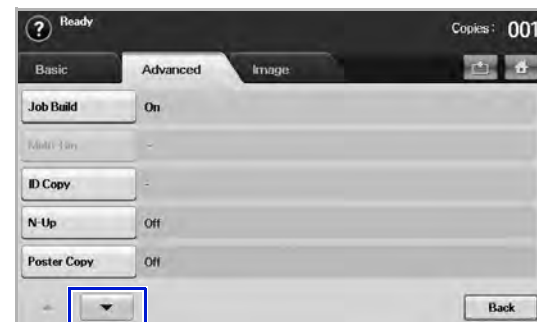 ? Ready
Copies: 001
Basic Advanced Image
Job Build On
-
ID Copy -
N-Up Off
Poster Copy Off
Back